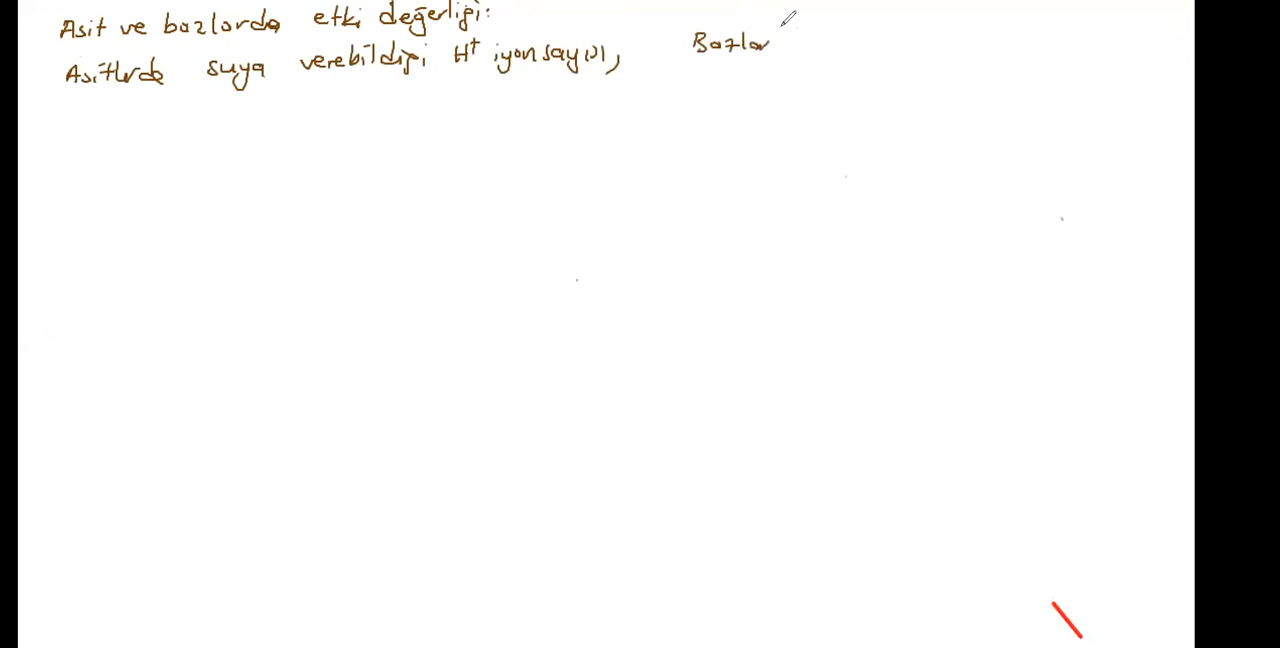 Asit ve bazlarda etki değerliği:
Asitlerde suya verebildiği H⁺ iyon sayısı, Bazlar